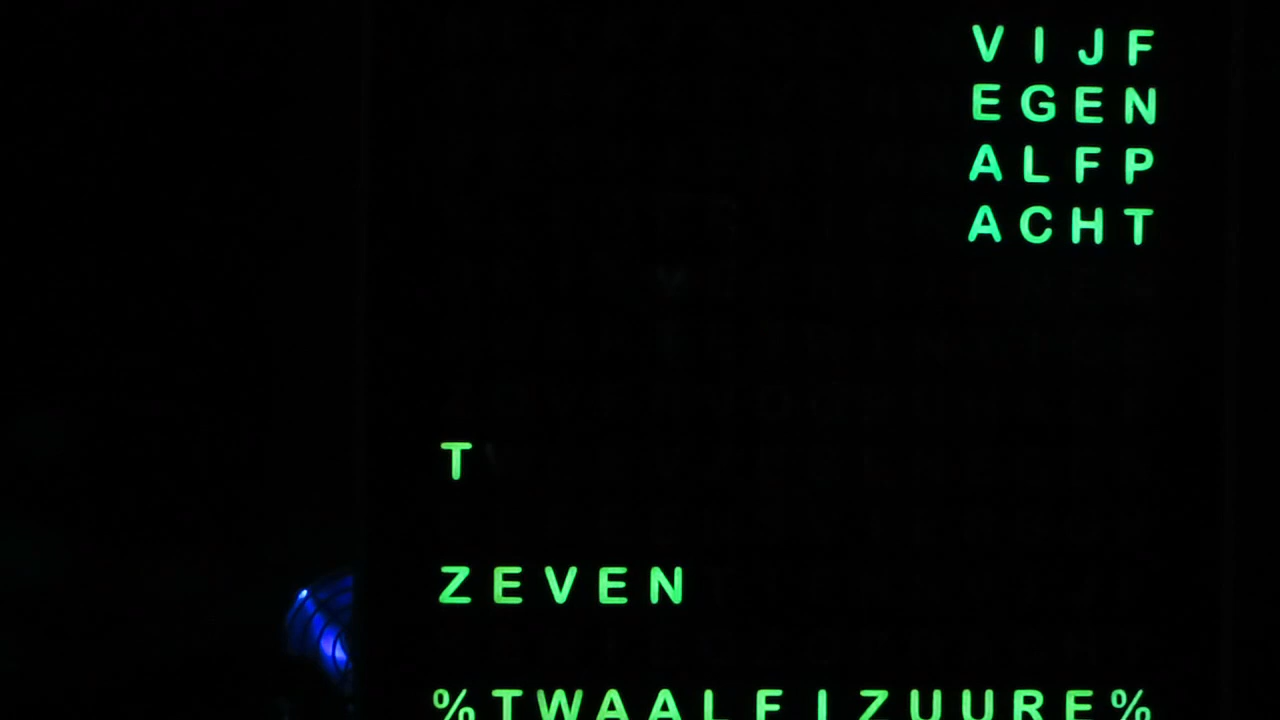 VIJF
EGEN
ALFP
ACHT
T
ZEVEN
%TWAALFIZUURE%